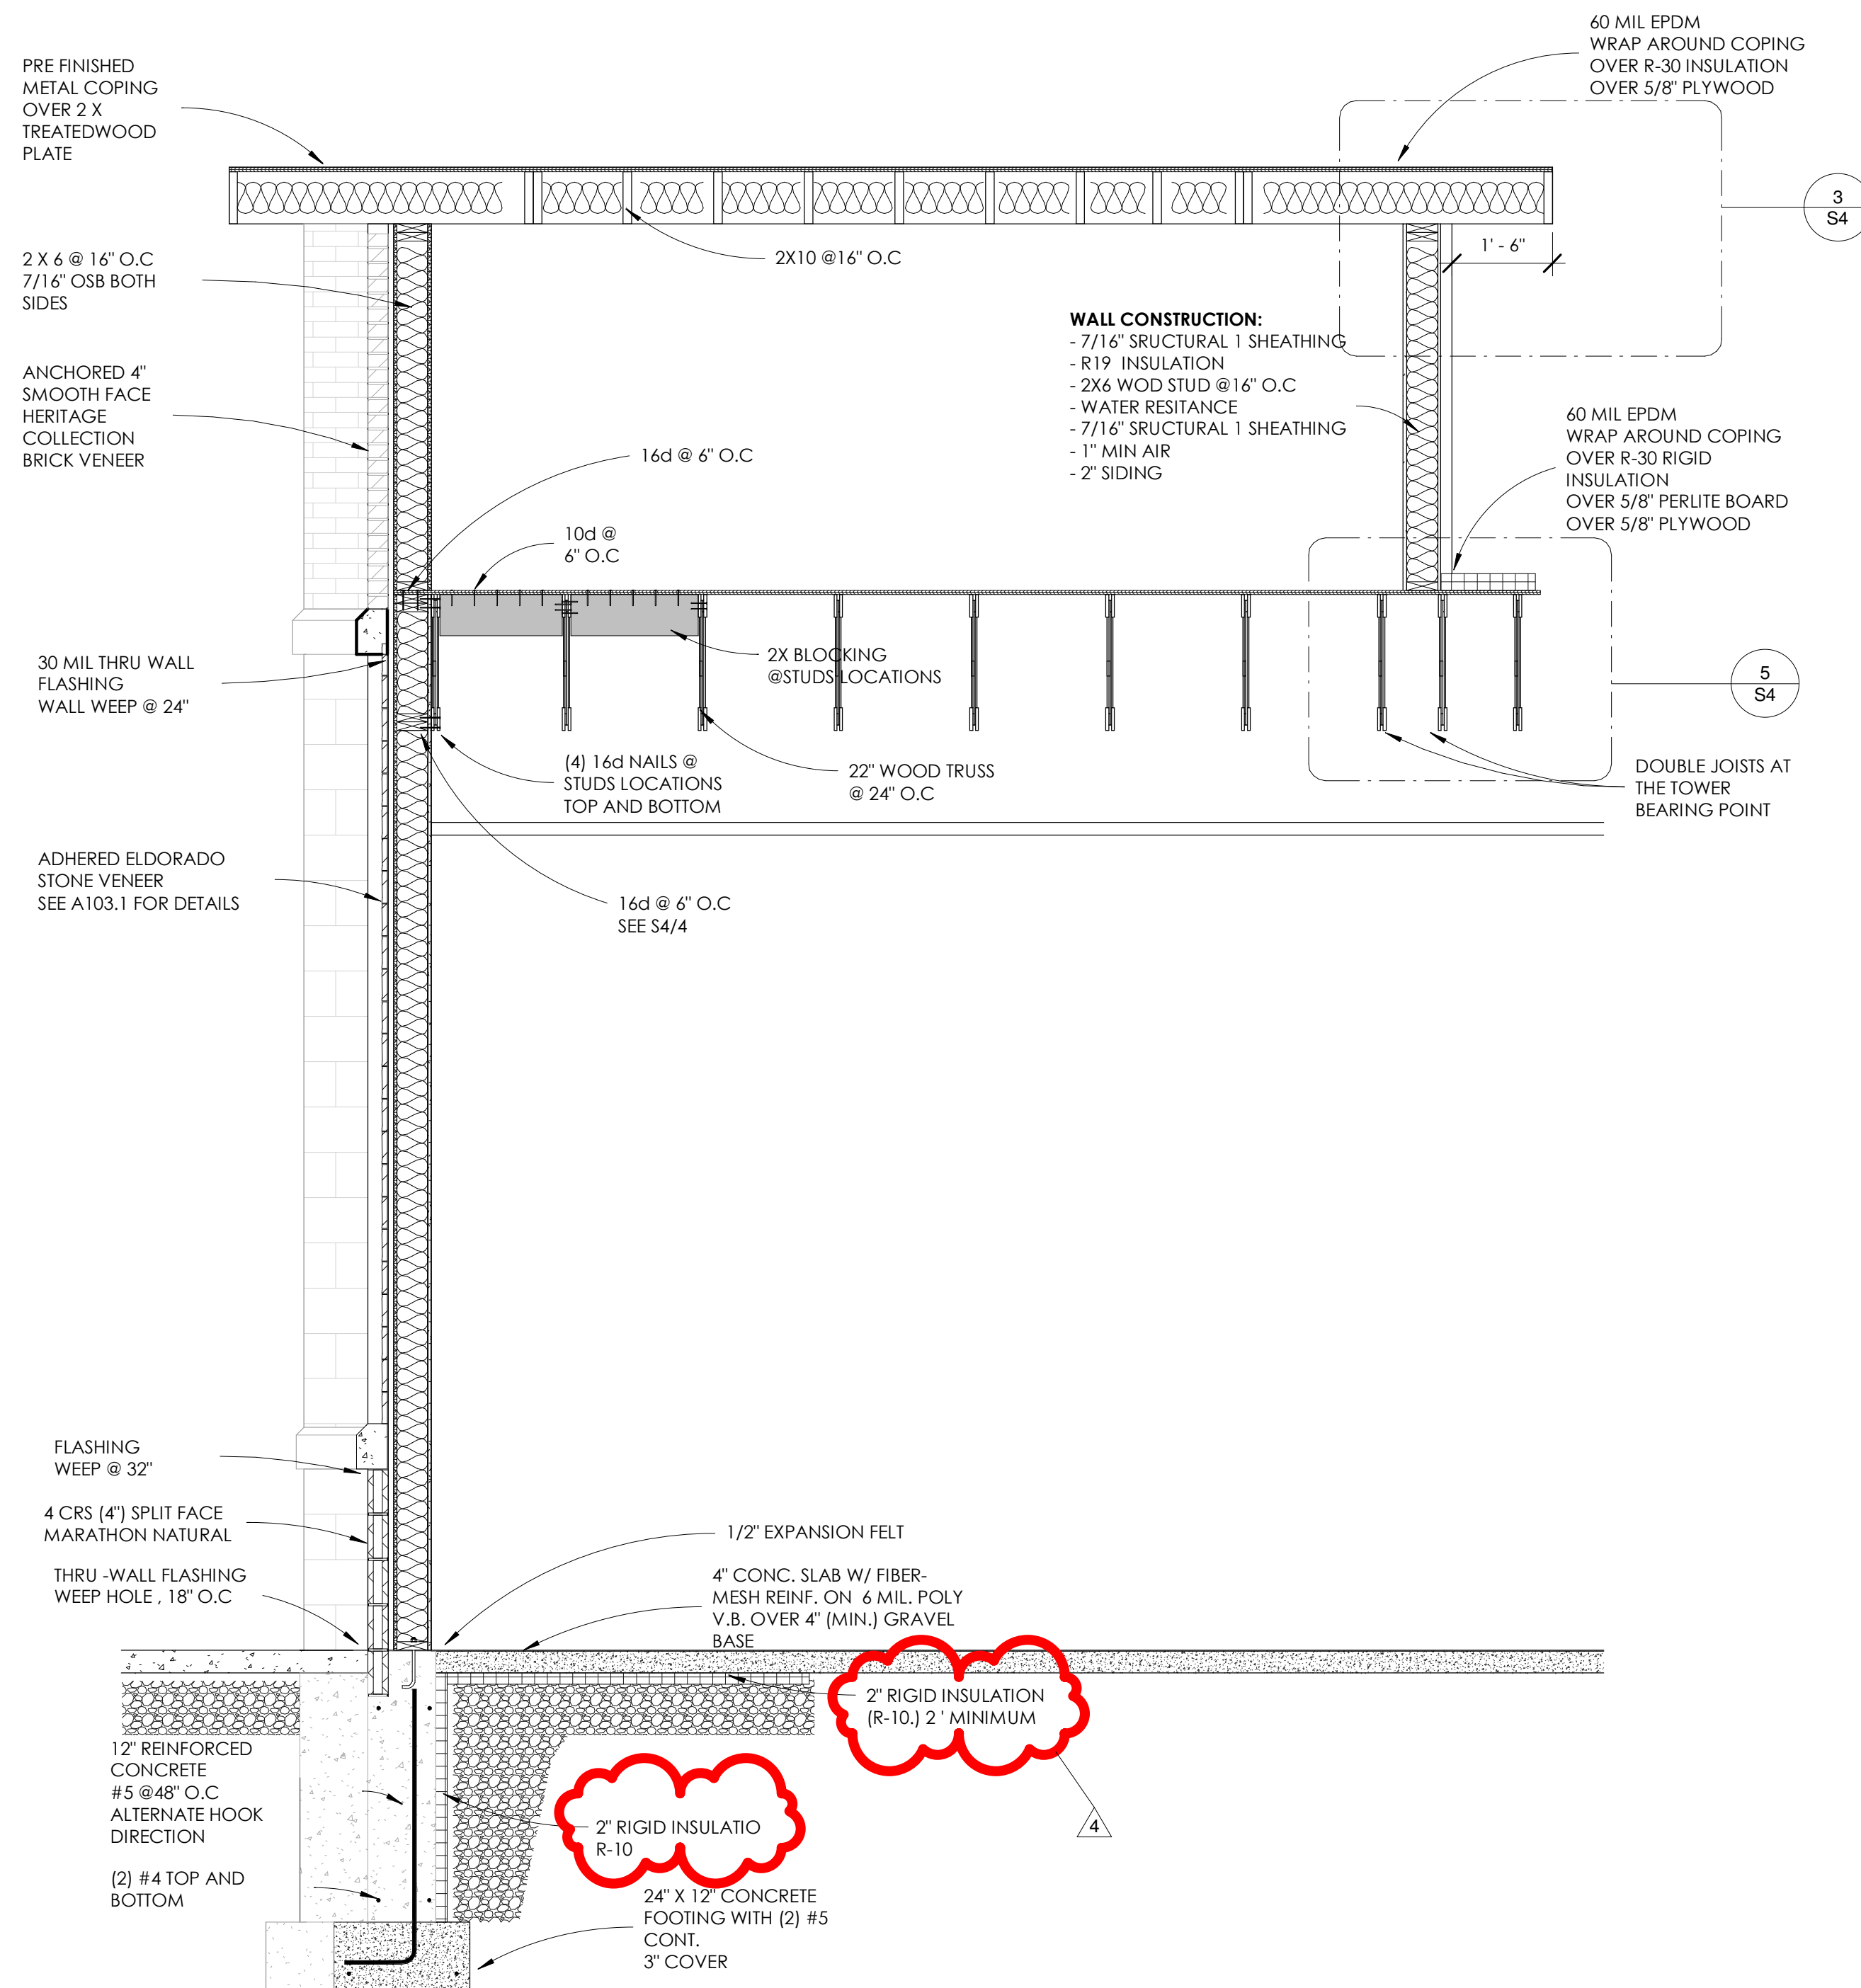 60 MIL EPDM
WRAP AROUND COPING
OVER R-30 INSULATION
OVER 5/8" PLYWOOD
PRE FINISHED
METAL COPING
OVER 2 X
TREATEDWOOD
PLATE
3
S4
1' - 6"
2X10 @16" O.C
2 X 6 @ 16" O.C
7/16" OSB BOTH
SIDES
WALL CONSTRUCTION:
- 7/16" SRUCTURAL 1 SHEATHING
- R19 INSULATION
- 2X6 WOD STUD @16" O.C
- WATER RESITANCE
- 7/16" SRUCTURAL 1 SHEATHING
- 1" MIN AIR
- 2" SIDING
ANCHORED 4"
SMOOTH FACE
HERITAGE
COLLECTION
BRICK VENEER
60 MIL EPDM
WRAP AROUND COPING
OVER R-30 RIGID
INSULATION
OVER 5/8" PERLITE BOARD
OVER 5/8" PLYWOOD
16d @ 6" O.C
10d @
6" O.C
30 MIL THRU WALL
FLASHING
WALL WEEP @ 24"
2X BLOCKING
@STUDS LOCATIONS
5
S4
(4) 16d NAILS @
STUDS LOCATIONS
TOP AND BOTTOM
22" WOOD TRUSS
@ 24" O.C
DOUBLE JOISTS AT
THE TOWER
BEARING POINT
ADHERED ELDORADO
STONE VENEER
SEE A103.1 FOR DETAILS
16d @ 6" O.C
SEE S4/4
FLASHING
WEEP @ 32"
4 CRS (4") SPLIT FACE
MARATHON NATURAL
THRU -WALL FLASHING
WEEP HOLE , 18" O.C
1/2" EXPANSION FELT
4" CONC. SLAB W/ FIBER-
MESH REINF. ON 6 MIL. POLY
V.B. OVER 4" (MIN.) GRAVEL
BASE
2" RIGID INSULATION
(R-10.) 2 ' MINIMUM
12" REINFORCED
CONCRETE
#5 @48" O.C
ALTERNATE HOOK
DIRECTION
2" RIGID INSULATIO
R-10
4
(2) #4 TOP AND
BOTTOM
24" X 12" CONCRETE
FOOTING WITH (2) #5
CONT.
3" COVER